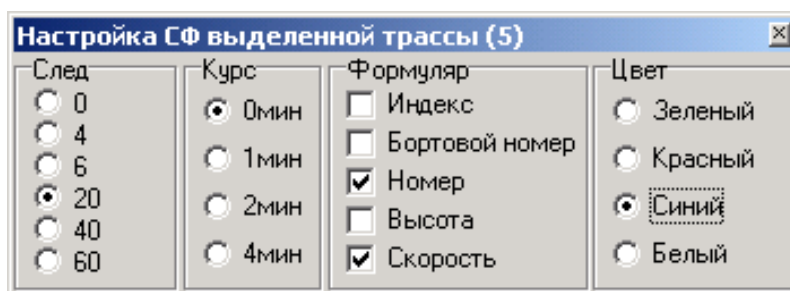 Настройка СФ выделенной трассы (5)
След
0
4
6
20
40
60
Курс
0мин
1мин
2мин
4мин
Формуляр
Индекс
Бортовой номер
Номер
Высота
Скорость
Цвет
Зеленый
Красный
Синий
Белый